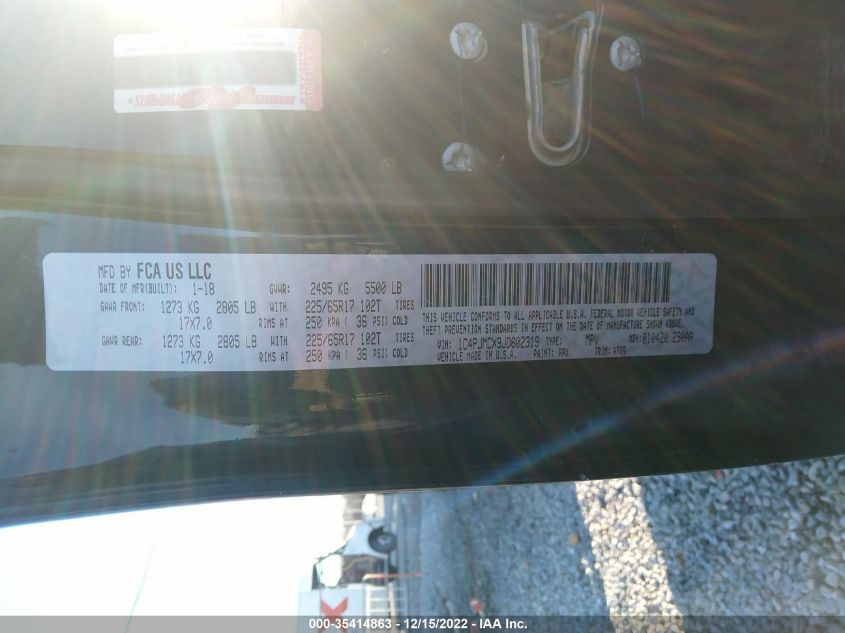 WARNING
MFD BY FCA US LLC
DATE OF MFR(BUILT): 1-18 GVWR: 2495 KG 5500 LB
GAWR FRONT: 1273 KG 2805 LB WITH 225/65R17 102T TIRES
17X7.0 RIMS AT 250 KPA ( 36 PSI) COLD
GAWR REAR: 1273 KG 2805 LB WITH 225/65R17 102T TIRES
17X7.0 RIMS AT 250 KPA ( 36 PSI) COLD
THIS VEHICLE CONFORMS TO ALL APPLICABLE U.S.A. FEDERAL MOTOR VEHICLE SAFETY AND
THEFT PREVENTION STANDARDS IN EFFECT ON THE DATE OF MANUFACTURE SHOWN ABOVE.
VIN: 1C4PJMCX9JD602319 TYPE: MPV MDH: 010420 290AA
VEHICLE MADE IN U.S.A. PAINT: PRX TRIM: A7X9
000-35414863 - 12/15/2022 - IAA Inc.